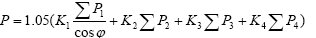 P = 1.05(K₁ ∑P₁/cosφ + K₂∑P₂ + K₃∑P₃ + K₄∑P₄)